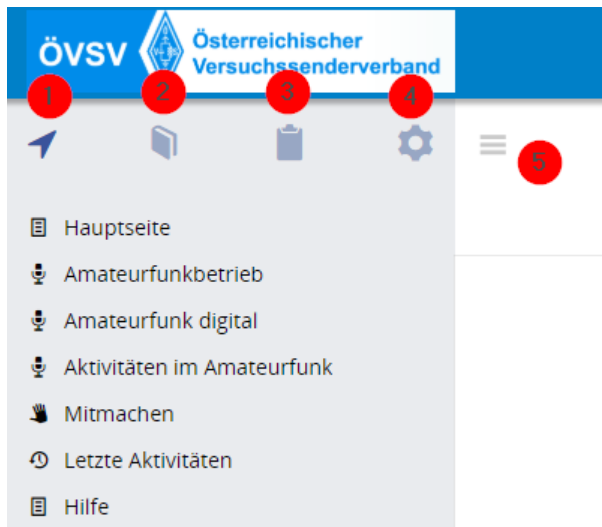 ÖVSV
Österreichischer
Versuchssenderverband
1
2
3
4
5
Hauptseite
Amateurfunkbetrieb
Amateurfunk digital
Aktivitäten im Amateurfunk
Mitmachen
Letzte Aktivitäten
Hilfe